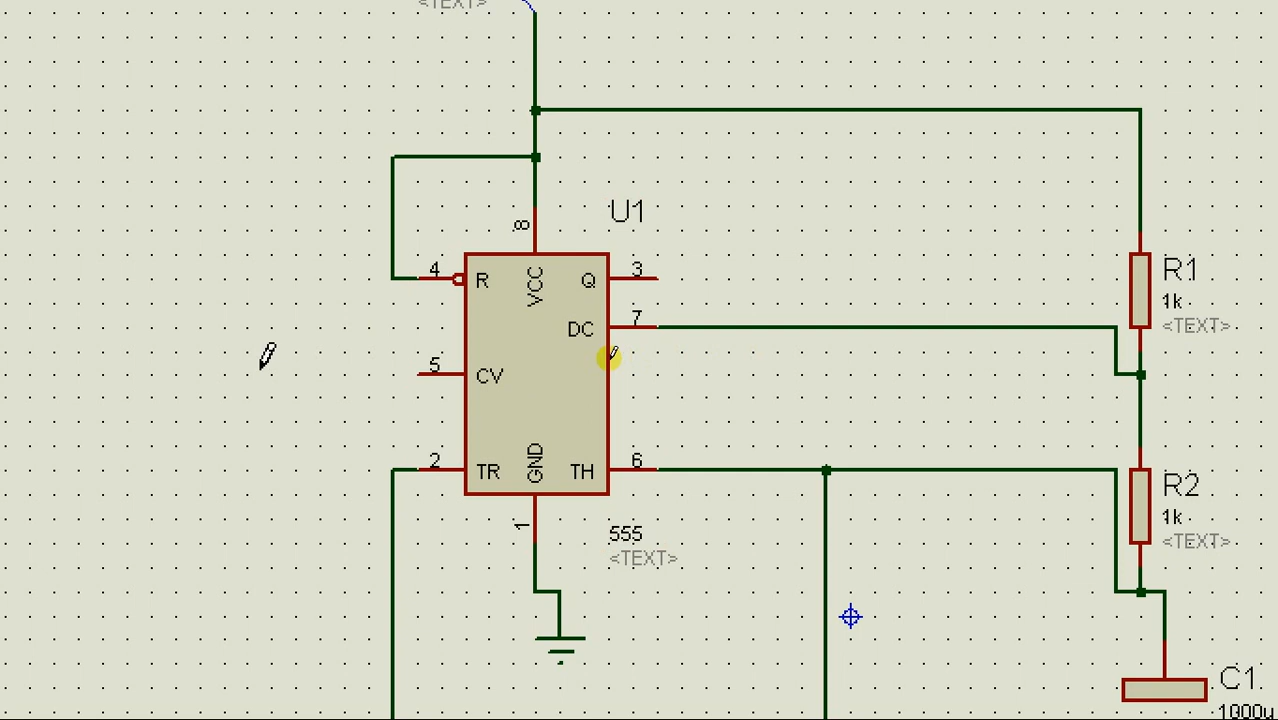 <TEXT>
U1
8
4
R
VCC
Q
3
DC
7
5
CV
2
TR
GND
TH
6
1
555
<TEXT>
R1
1k
<TEXT>
R2
1k
<TEXT>
C1
1000u